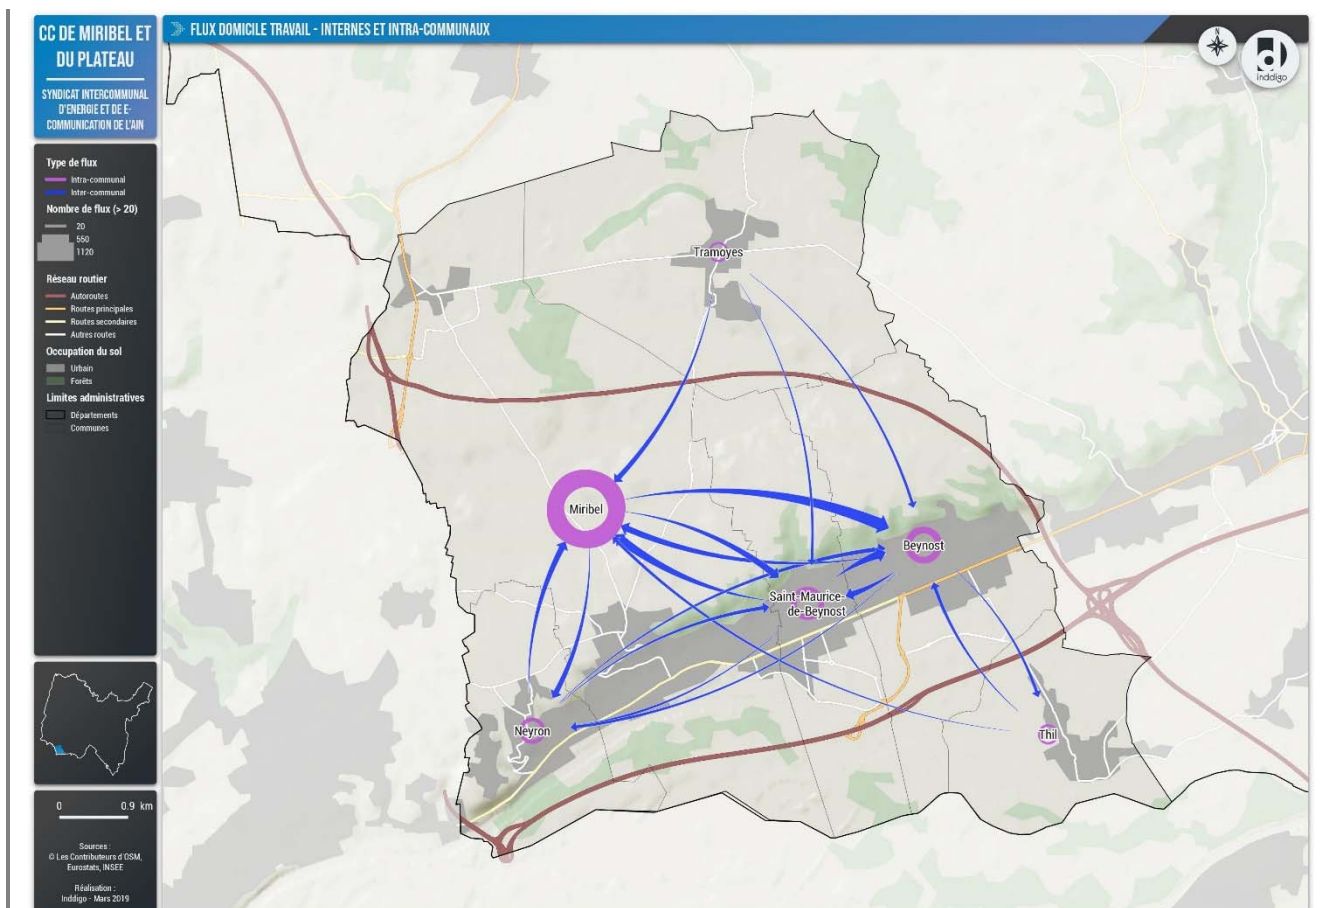 CC DE MIRIBEL ET
DU PLATEAU
SYNDICAT INTERCOMMUNAL
D'ENERGIE ET DE E-
COMMUNICATION DE L'AIN
FLUX DOMICILE TRAVAIL - INTERNES ET INTRA-COMMUNAUX
N
inddigo
Type de flux
Intra-communal
Inter-communal
Nombre de flux (> 20)
20
550
1120
Réseau routier
Autoroutes
Routes principales
Routes secondaires
Autres routes
Occupation du sol
Urbain
Forêts
Limites administratives
Départements
Communes
Tramoyes
Miribel
Beynost
Saint-Maurice-
de-Beynost
Neyron
Thil
0 0.9 km
Sources :
© Les Contributeurs d'OSM,
Eurostats, INSEE
Réalisation :
Inddigo - Mars 2019